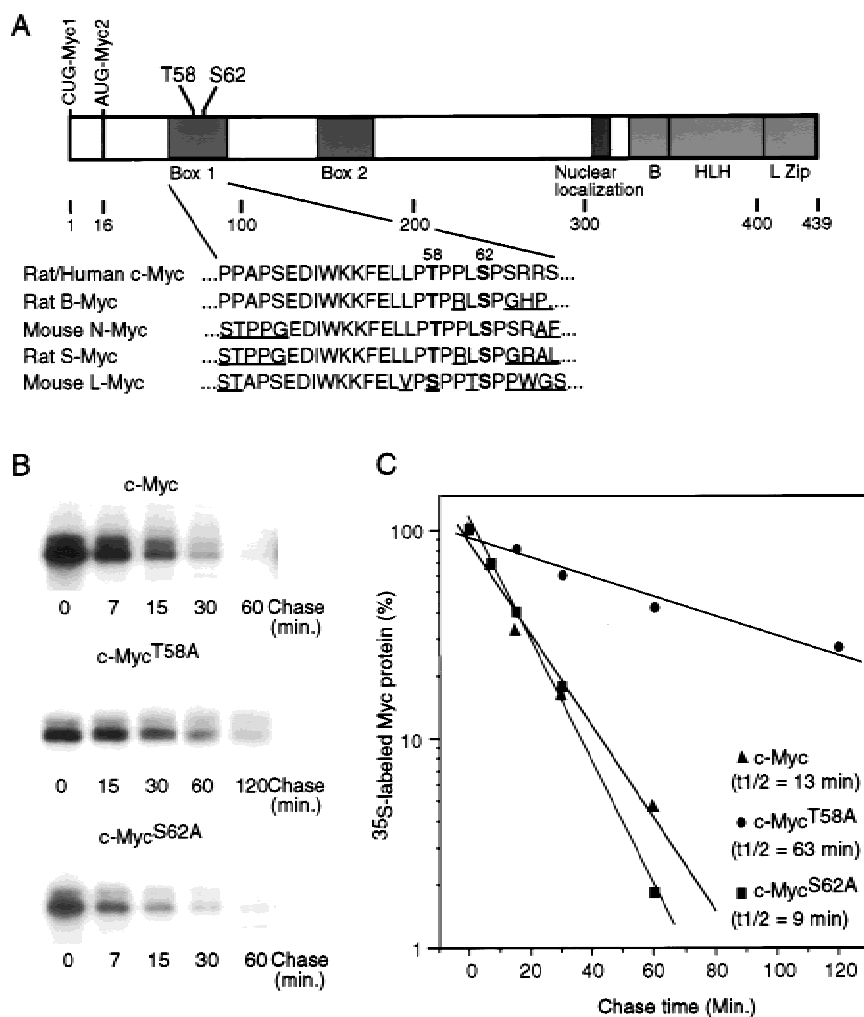 A
CUG-Myc1
AUG-Myc2
T58 S62
Box 1 Box 2 Nuclear localization B HLH L Zip
1 16 100 200 300 400 439
58 62
Rat/Human c-Myc ...PPAPSEDIWKKFELLPTPPLSPSRRS...
Rat B-Myc ...PPAPSEDIWKKFELLPTPPRLSPGHP....
Mouse N-Myc ...STPPGEDIWKKFELLPTPPLSPSRAF...
Rat S-Myc ...STPPGEDIWKKFELLPTPPRLSPGRAL...
Mouse L-Myc ...STAPSEDIWKKFELVPSPPTSPPWGS...
B
c-Myc
0 7 15 30 60 Chase
(min.)
c-MycT58A
0 15 30 60 120 Chase
(min.)
c-MycS62A
0 7 15 30 60 Chase
(min.)
C
35S-labeled Myc protein (%)
100
10
1
c-Myc
(t1/2 = 13 min)
c-MycT58A
(t1/2 = 63 min)
c-MycS62A
(t1/2 = 9 min)
0 20 40 60 80 100 120
Chase time (Min.)